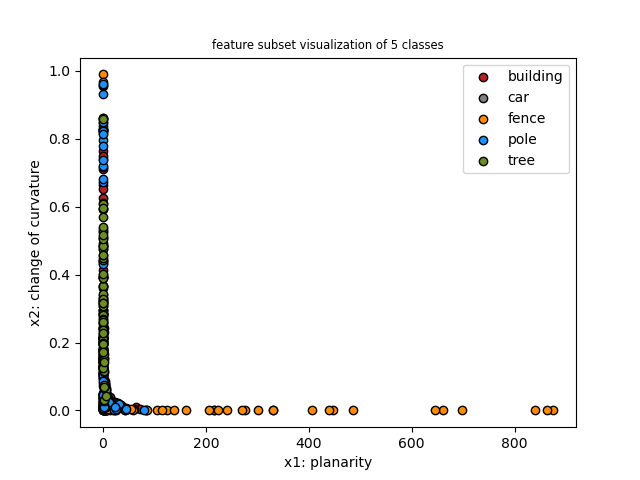 feature subset visualization of 5 classes
building
car
fence
pole
tree
x2: change of curvature
1.0
0.8
0.6
0.4
0.2
0.0
0
200
400
600
800
x1: planarity